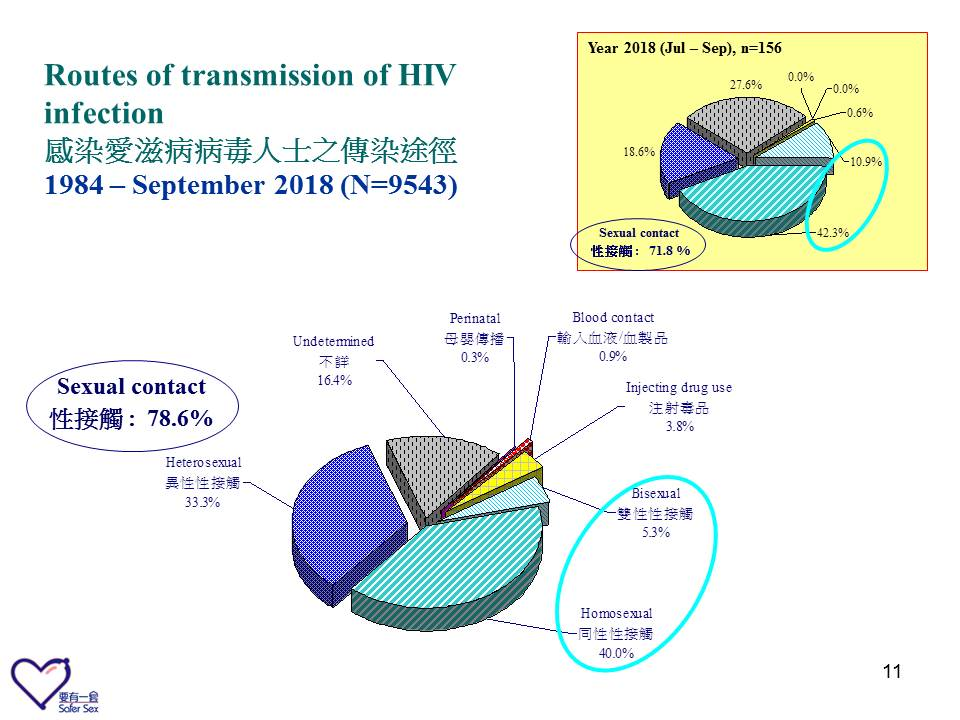 Routes of transmission of HIV
infection
感染愛滋病病毒人士之傳染途徑
1984 – September 2018 (N=9543)
Year 2018 (Jul – Sep), n=156
27.6%
0.0%
0.0%
0.6%
10.9%
18.6%
42.3%
Sexual contact
性接觸 : 71.8 %
Sexual contact
性接觸 : 78.6%
Undetermined
不詳
16.4%
Perinatal
母嬰傳播
0.3%
Blood contact
輸入血液/血製品
0.9%
Injecting drug use
注射毒品
3.8%
Heterosexual
異性性接觸
33.3%
Bisexual
雙性性接觸
5.3%
Homosexual
同性性接觸
40.0%
要有一套
Safer Sex
11